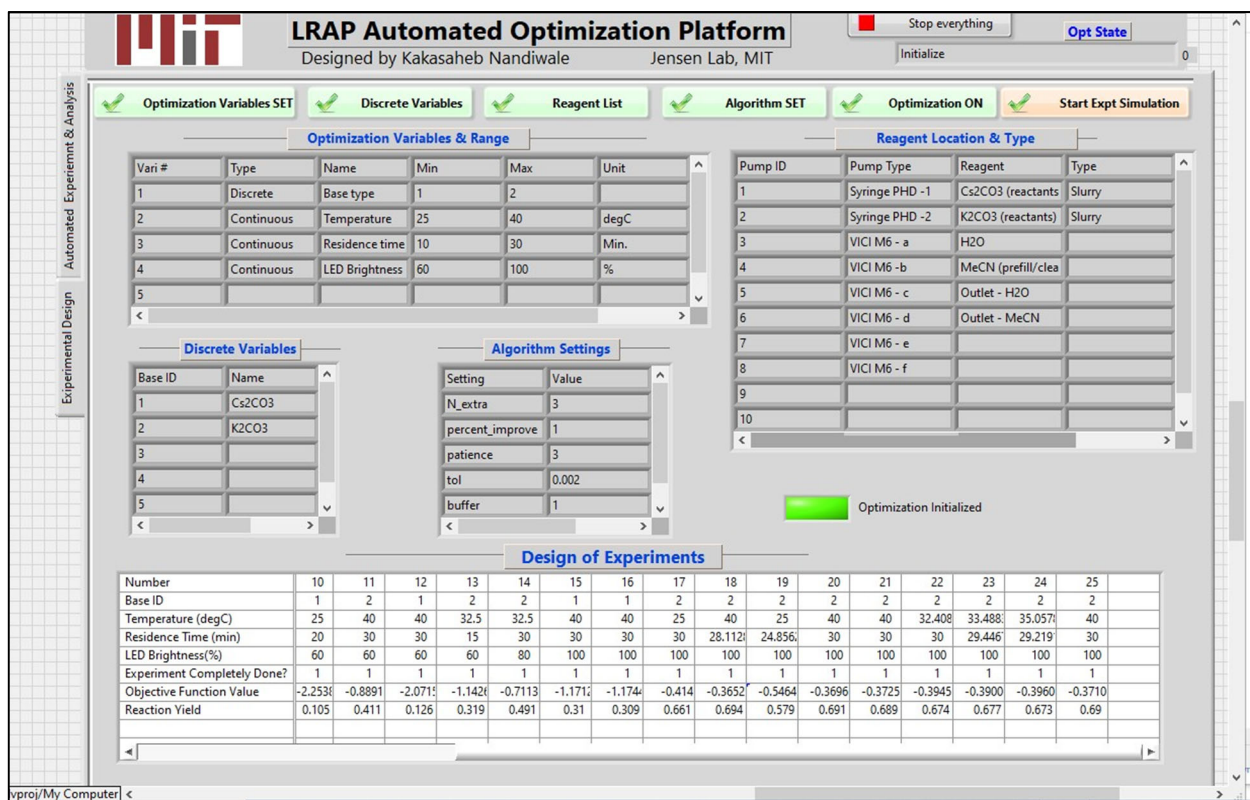 MiT
LRAP Automated Optimization Platform
Designed by Kakasaheb Nandiwale Jensen Lab, MIT
Stop everything
Opt State
Initialize 0
Automated Experiemnt & Analysis
Exiperimental Design
Optimization Variables SET Discrete Variables Reagent List Algorithm SET Optimization ON Start Expt Simulation
Optimization Variables & Range
Vari # Type Name Min Max Unit
1 Discrete Base type 1 2
2 Continuous Temperature 25 40 degC
3 Continuous Residence time 10 30 Min.
4 Continuous LED Brightness 60 100 %
5
Reagent Location & Type
Pump ID Pump Type Reagent Type
1 Syringe PHD -1 Cs2CO3 (reactants Slurry
2 Syringe PHD -2 K2CO3 (reactants) Slurry
3 VICI M6 - a H2O
4 VICI M6 -b MeCN (prefill/clea
5 VICI M6 - c Outlet - H2O
6 VICI M6 - d Outlet - MeCN
7 VICI M6 - e
8 VICI M6 - f
9
10
Discrete Variables
Base ID Name
1 Cs2CO3
2 K2CO3
3
4
5
Algorithm Settings
Setting Value
N_extra 3
percent_improve 1
patience 3
tol 0.002
buffer 1
Optimization Initialized
Design of Experiments
Number 10 11 12 13 14 15 16 17 18 19 20 21 22 23 24 25
Base ID 1 2 1 2 2 1 1 2 2 2 2 2 2 2 2 2
Temperature (degC) 25 40 40 32.5 32.5 40 40 25 40 25 40 40 32.408 33.488 35.057 40
Residence Time (min) 20 30 30 15 30 30 30 30 28.112 24.856 30 30 30 29.446 29.219 30
LED Brightness(%) 60 60 60 60 80 100 100 100 100 100 100 100 100 100 100 100
Experiment Completely Done? 1 1 1 1 1 1 1 1 1 1 1 1 1 1 1 1
Objective Function Value -2.253 -0.8891 -2.071 -1.142 -0.7113 -1.171 -1.174 -0.414 -0.3652 -0.5464 -0.3696 -0.3725 -0.3945 -0.3900 -0.3960 -0.3710
Reaction Yield 0.105 0.411 0.126 0.319 0.491 0.31 0.309 0.661 0.694 0.579 0.691 0.689 0.674 0.677 0.673 0.69
vproj/My Computer